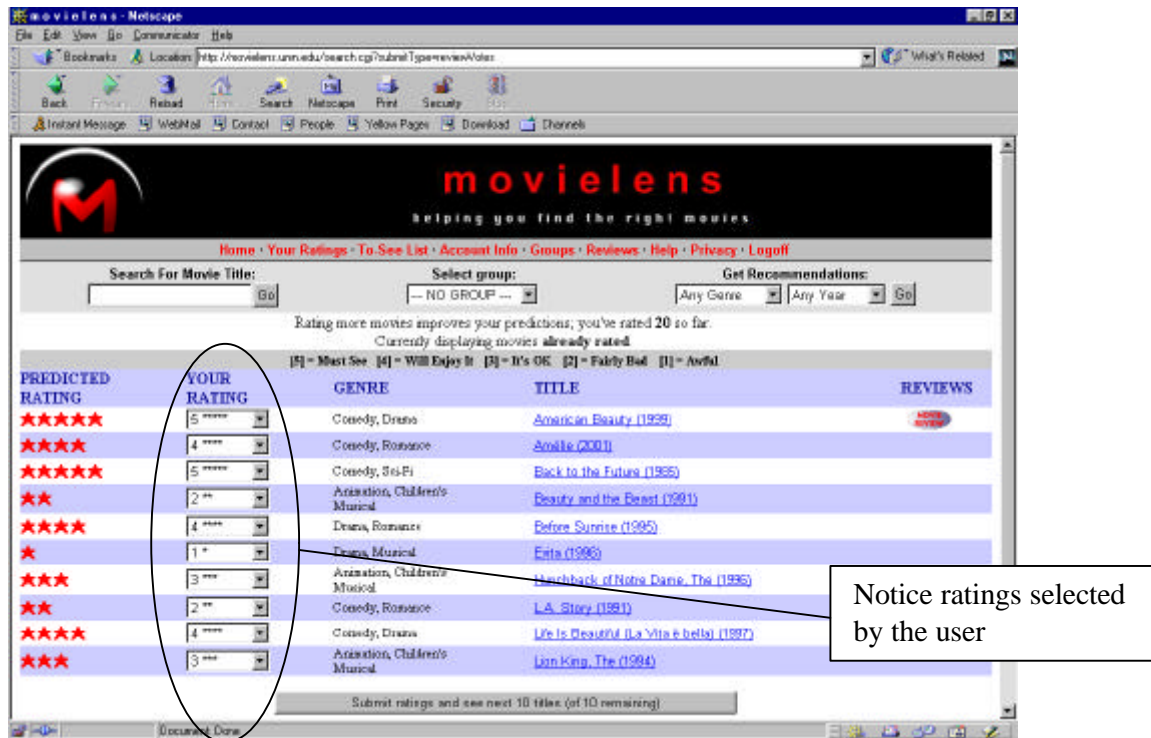 movielens - Netscape
File Edit View Go Communicator Help
Bookmarks Location: http://movielens.umn.edu/search.cgi?submitType=reviewVotes What's Related
Back Reload Home Search Netscape Print Security Stop
Instant Message WebMail Contact People Yellow Pages Download Channels
movielens
helping you find the right movies
Home · Your Ratings · To-See List · Account Info · Groups · Reviews · Help · Privacy · Logoff
Search For Movie Title: Select group: Get Recommendations:
Go --- NO GROUP --- Any Genre Any Year Go
Rating more movies improves your predictions; you've rated 20 so far.
Currently displaying movies already rated
[5] = Must See [4] = Will Enjoy It [3] = It's OK [2] = Fairly Bad [1] = Awful
PREDICTED RATING YOUR RATING GENRE TITLE REVIEWS
5 ***** Comedy, Drama American Beauty (1999) MOVIE REVIEW
4 **** Comedy, Romance Amélie (2001)
5 ***** Comedy, Sci-Fi Back to the Future (1985)
2 ** Animation, Children's Musical Beauty and the Beast (1991)
4 **** Drama, Romance Before Sunrise (1995)
1 * Drama, Musical Evita (1996)
3 *** Animation, Children's Musical Hunchback of Notre Dame, The (1996)
2 ** Comedy, Romance L.A. Story (1991)
4 **** Comedy, Drama Life Is Beautiful (La Vita è bella) (1997)
3 *** Animation, Children's Musical Lion King, The (1994)
Submit ratings and see next 10 titles (of 10 remaining)
Document: Done
Notice ratings selected
by the user